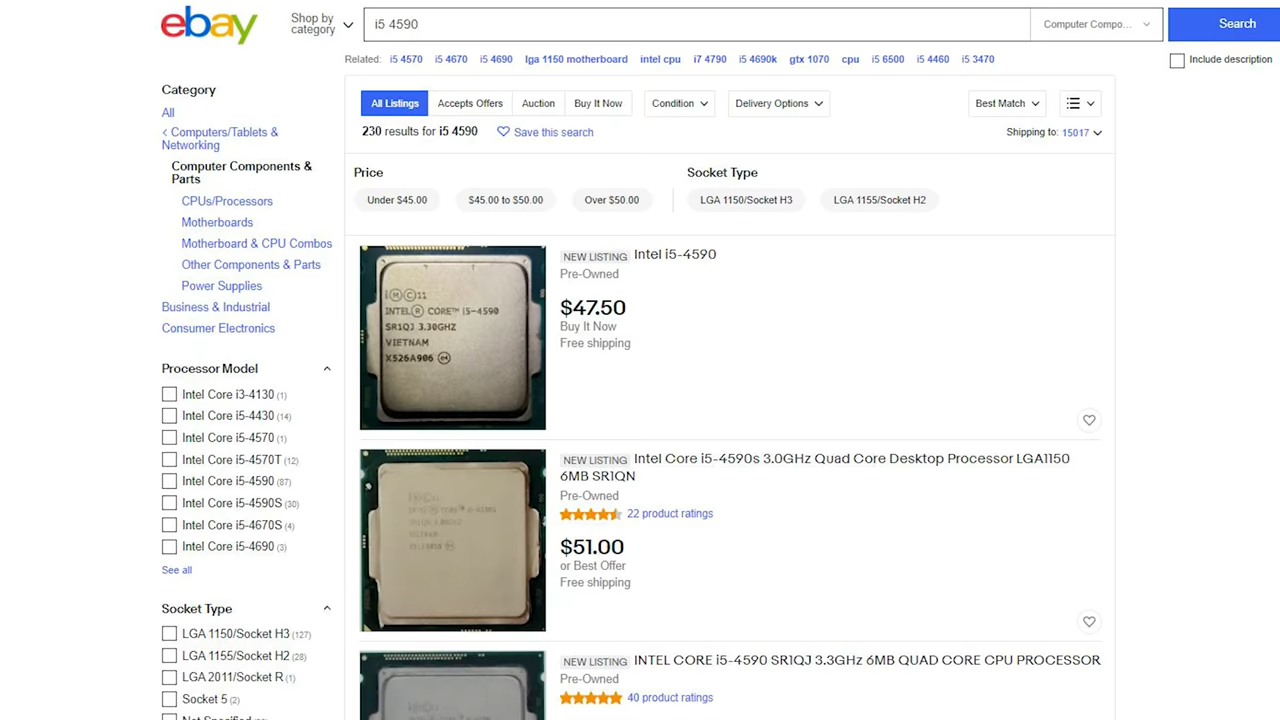 ebay
Shop by category
i5 4590
Computer Compo...
Search
Include description
Related: i5 4570 i5 4670 i5 4690 lga 1150 motherboard intel cpu i7 4790 i5 4690k gtx 1070 cpu i5 6500 i5 4460 i5 3470
Category
All
Computers/Tablets &
Networking
Computer Components &
Parts
CPUs/Processors
Motherboards
Motherboard & CPU Combos
Other Components & Parts
Power Supplies
Business & Industrial
Consumer Electronics
Processor Model
Intel Core i3-4130 (1)
Intel Core i5-4430 (14)
Intel Core i5-4570 (1)
Intel Core i5-4570T (12)
Intel Core i5-4590 (87)
Intel Core i5-4590S (30)
Intel Core i5-4670S (4)
Intel Core i5-4690 (3)
See all
Socket Type
LGA 1150/Socket H3 (127)
LGA 1155/Socket H2 (28)
LGA 2011/Socket R (1)
Socket 5 (2)
All Listings Accepts Offers Auction Buy It Now Condition Delivery Options Best Match
230 results for i5 4590 Save this search Shipping to: 15017
Price
Under $45.00 $45.00 to $50.00 Over $50.00
Socket Type
LGA 1150/Socket H3 LGA 1155/Socket H2
INTEL® CORE™ i5-4590
SR1QJ 3.30GHZ
VIETNAM
X526A906 e4
NEW LISTING Intel i5-4590
Pre-Owned
$47.50
Buy It Now
Free shipping
NEW LISTING Intel Core i5-4590s 3.0GHz Quad Core Desktop Processor LGA1150
6MB SR1QN
Pre-Owned
22 product ratings
$51.00
or Best Offer
Free shipping
NEW LISTING INTEL CORE i5-4590 SR1QJ 3.3GHz 6MB QUAD CORE CPU PROCESSOR
Pre-Owned
40 product ratings